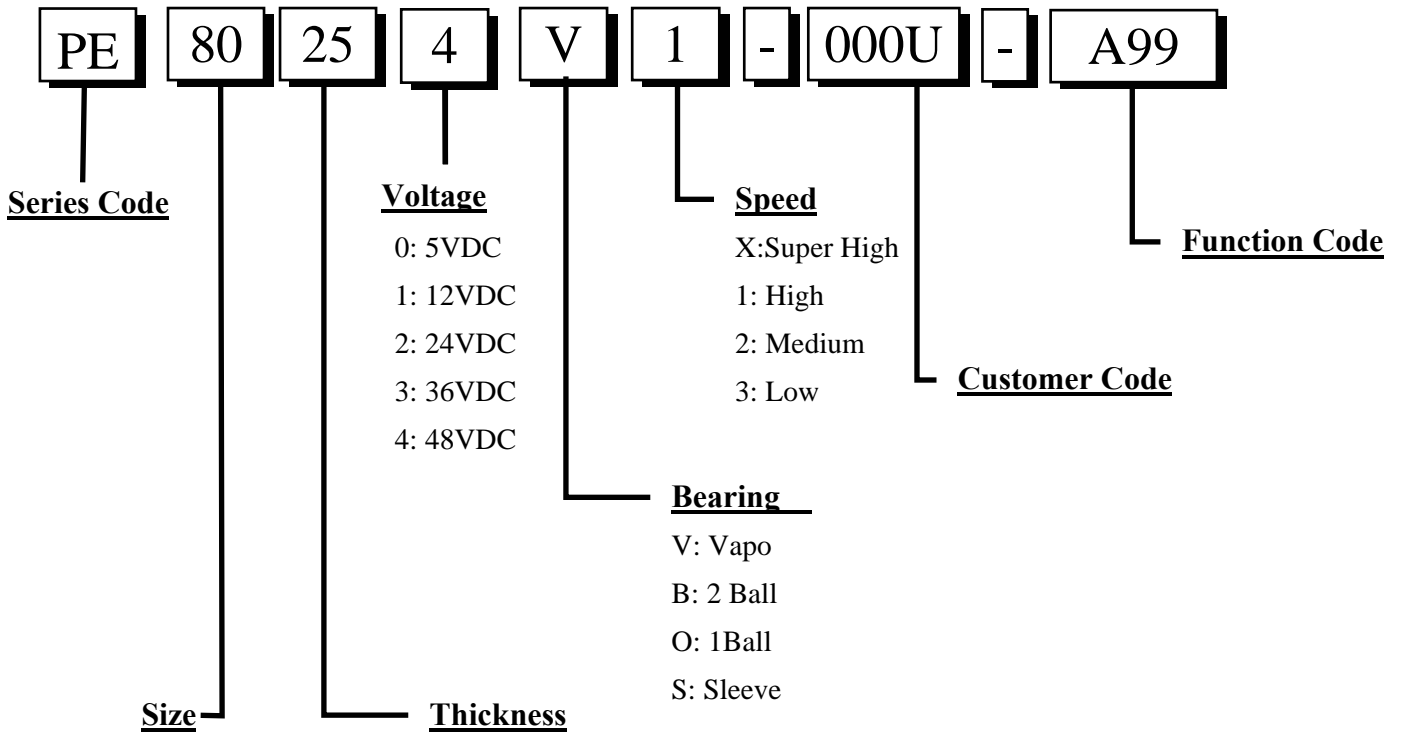 PE 80 25 4 V 1 - 000U - A99
Series Code
Voltage
0: 5VDC
1: 12VDC
2: 24VDC
3: 36VDC
4: 48VDC
Speed
X:Super High
1: High
2: Medium
3: Low
Function Code
Customer Code
Bearing
V: Vapo
B: 2 Ball
O: 1Ball
S: Sleeve
Size
Thickness